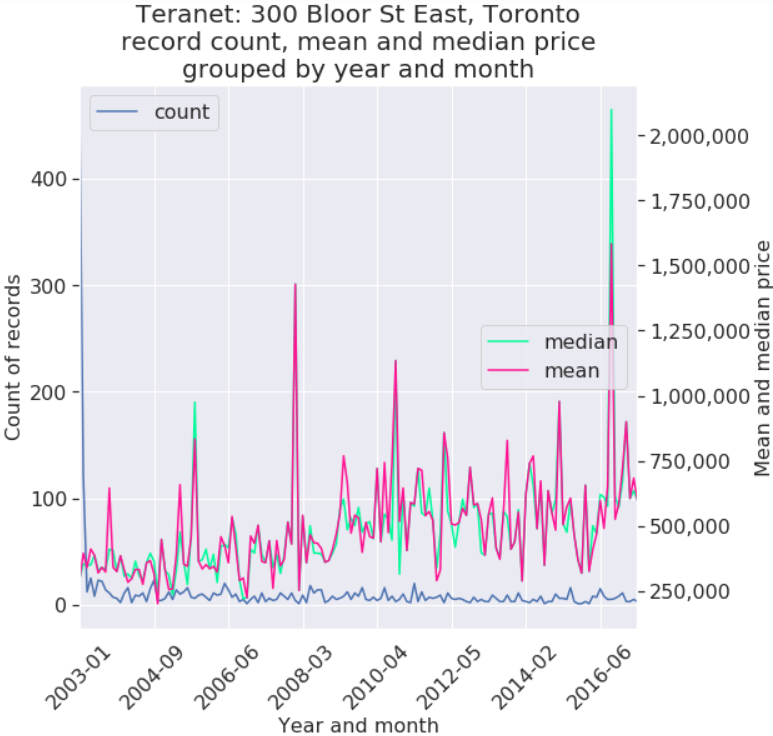 Teranet: 300 Bloor St East, Toronto
record count, mean and median price
grouped by year and month
count
400
300
200
100
0
Count of records
2,000,000
1,750,000
1,500,000
1,250,000
1,000,000
750,000
500,000
250,000
Mean and median price
median
mean
2003-01
2004-09
2006-06
2008-03
2010-04
2012-05
2014-02
2016-06
Year and month